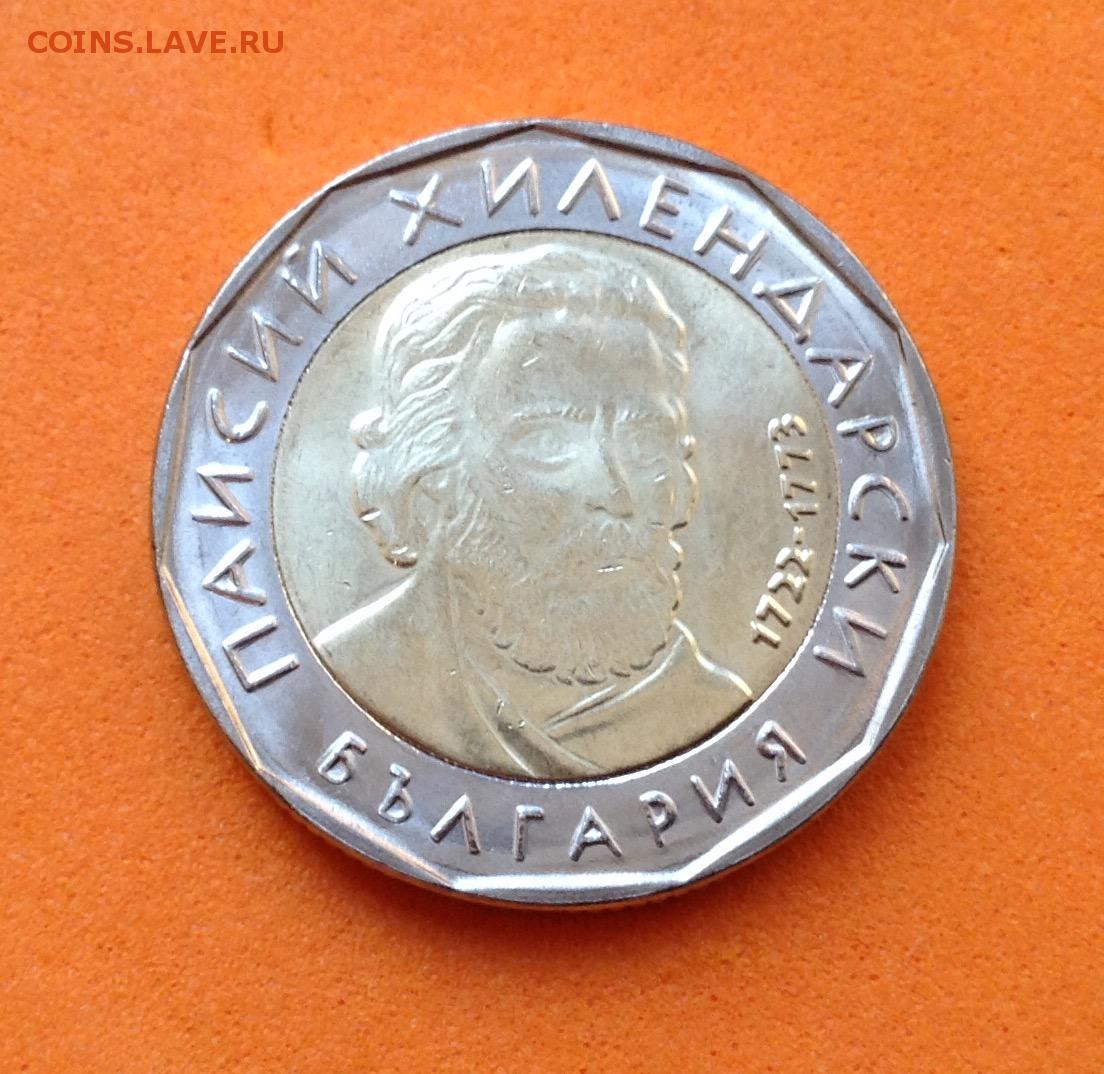 COINS.LAVE.RU
ПАИСИЙ ХИЛЕНДАРСКИ
1722-1773
БЪЛГАРИЯ